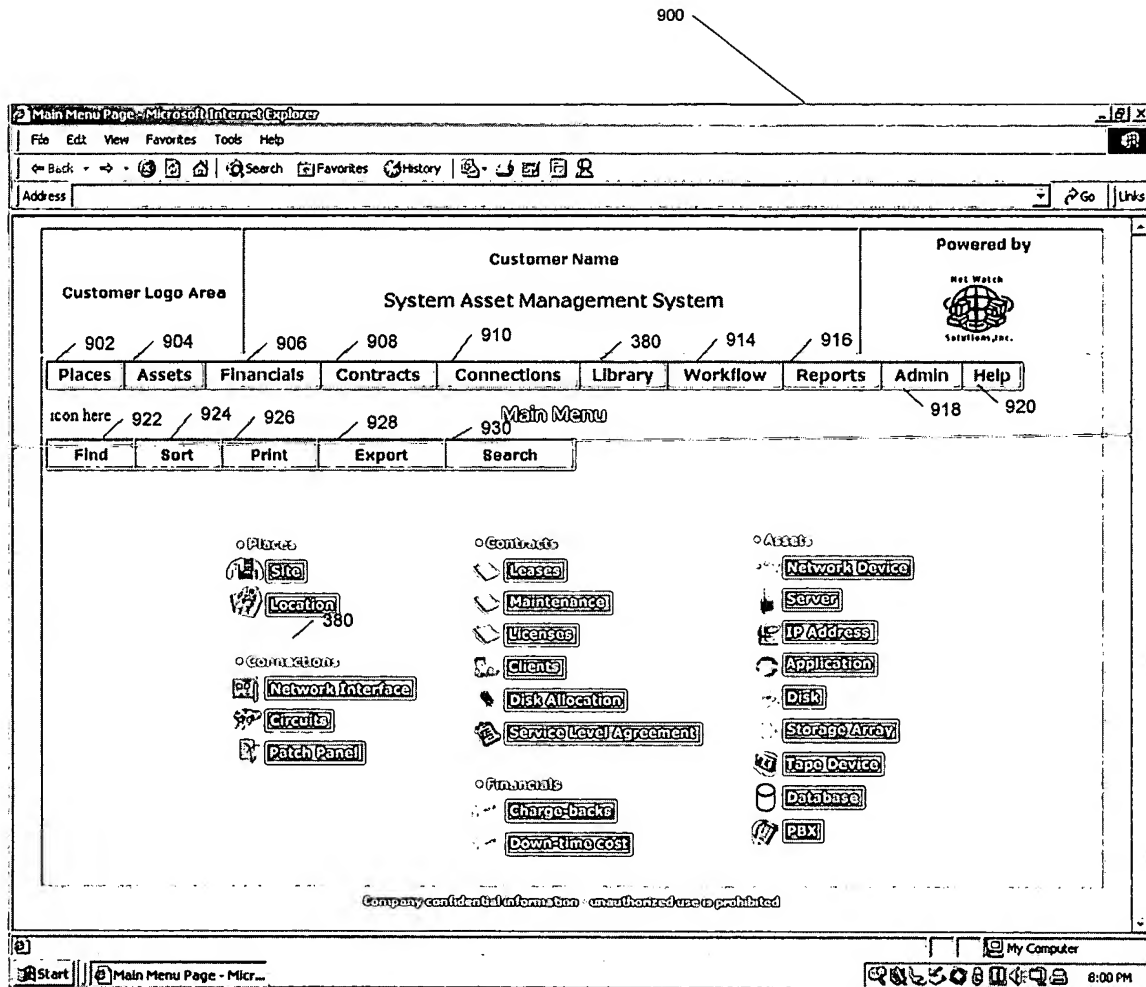 900
Main Menu Page - Microsoft Internet Explorer
File Edit View Favorites Tools Help
Back Search Favorites History
Address Go Links
Customer Logo Area
Customer Name
System Asset Management System
Powered by
Net Watch
Solutions, Inc.
902 904 906 908 910 380 914 916
Places Assets Financials Contracts Connections Library Workflow Reports Admin Help
918 920
icon here 922 924 926 928 930 Main Menu
Find Sort Print Export Search
Places
Site
Location
380
Connections
Network Interface
Circuits
Patch Panel
Contracts
Leases
Maintenance
Licenses
Clients
Disk Allocation
Service Level Agreement
Financials
Charge-backs
Down-time cost
Assets
Network Device
Server
IP Address
Application
Disk
Storage Array
Tape Device
Database
PBX
Company confidential information - unauthorized use is prohibited
My Computer
Start Main Menu Page - Micr... 8:00 PM